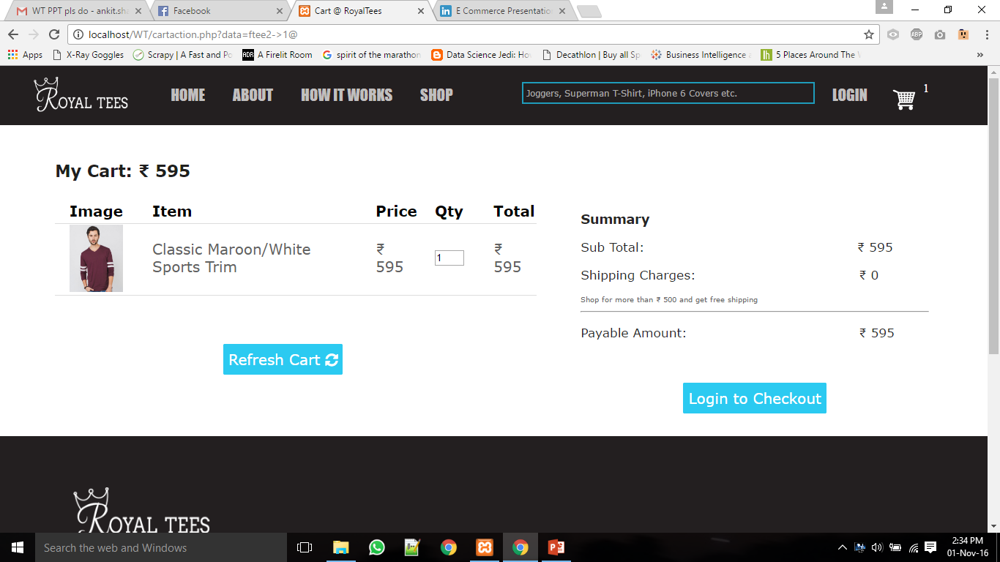 WT PPT pls do - ankit.sha
Facebook
Cart @ RoyalTees
E Commerce Presentatio
localhost/WT/cartaction.php?data=ftee2->1@
ABP
Apps
X-Ray Goggles
Scrapy | A Fast and Po
ADR
A Firelit Room
spirit of the marathon
Data Science Jedi: Ho
Decathlon | Buy all Sp
Business Intelligence
5 Places Around The
»
ROYAL TEES
HOME
ABOUT
HOW IT WORKS
SHOP
Joggers, Superman T-Shirt, iPhone 6 Covers etc.
LOGIN
1
My Cart: ₹ 595
Image Item Price Qty Total
Classic Maroon/White
Sports Trim
₹
595
1
₹
595
Refresh Cart
Summary
Sub Total: ₹ 595
Shipping Charges: ₹ 0
Shop for more than ₹ 500 and get free shipping
Payable Amount: ₹ 595
Login to Checkout
ROYAL TEES
Search the web and Windows
2:34 PM
01-Nov-16